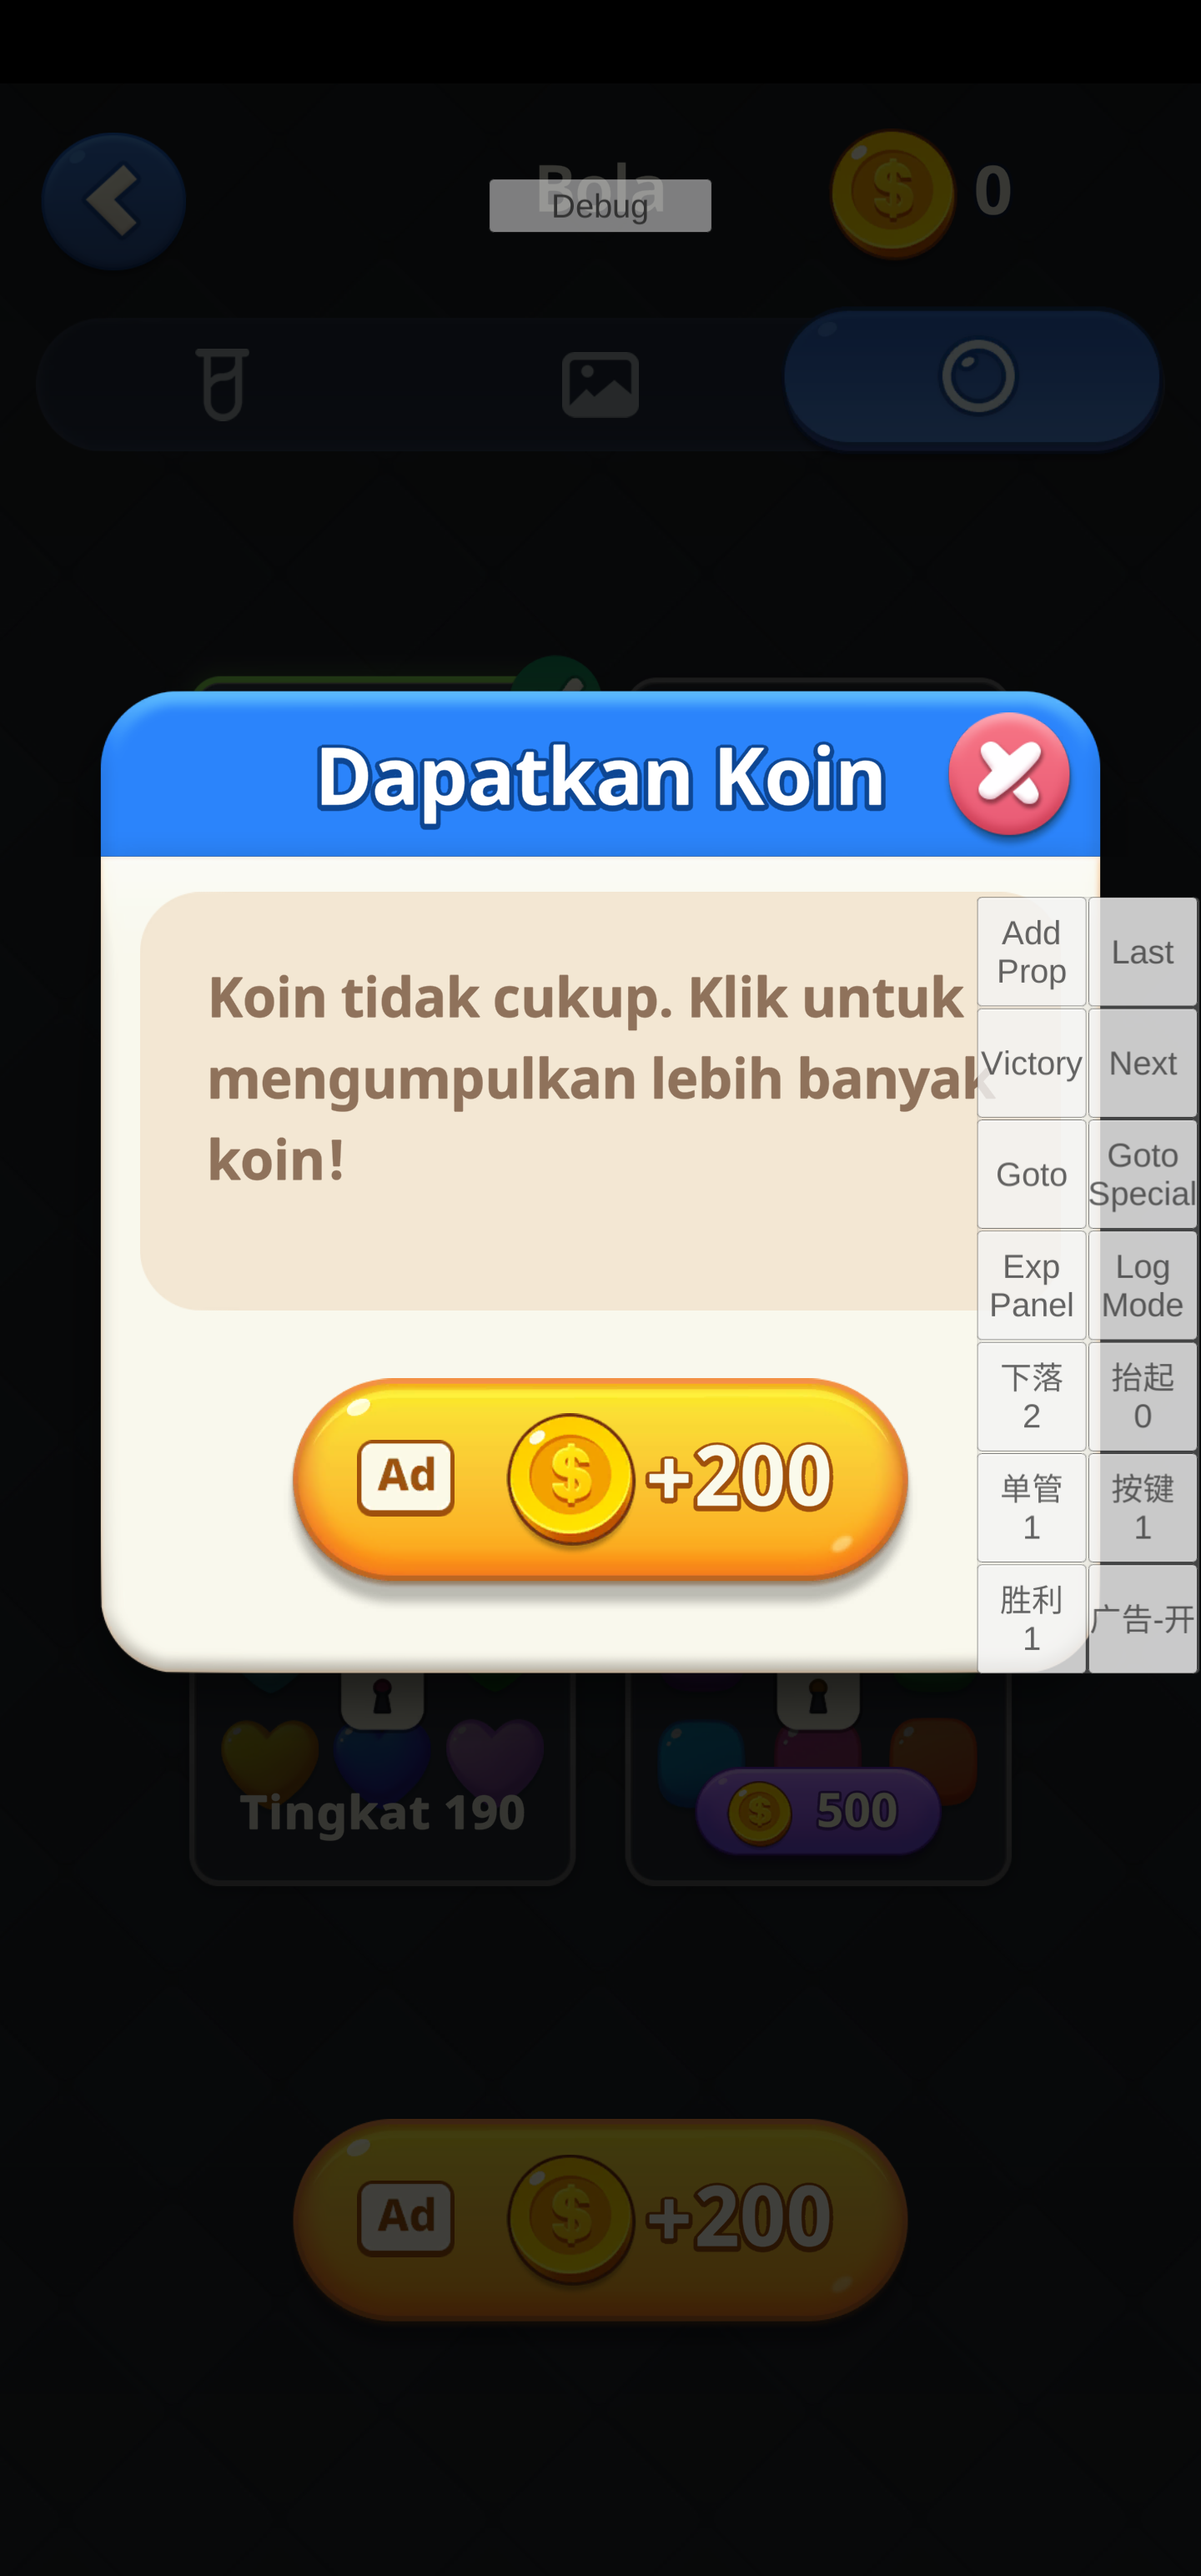 Bola
Debug
0
Dapatkan Koin
Koin tidak cukup. Klik untuk
mengumpulkan lebih banyak
koin!
Ad
+200
Add
Prop
Last
Victory
Next
Goto
Goto
Special
Exp
Panel
Log
Mode
下落
2
抬起
0
单管
1
按键
1
胜利
1
广告-开
Tingkat 190
500
Ad
+200